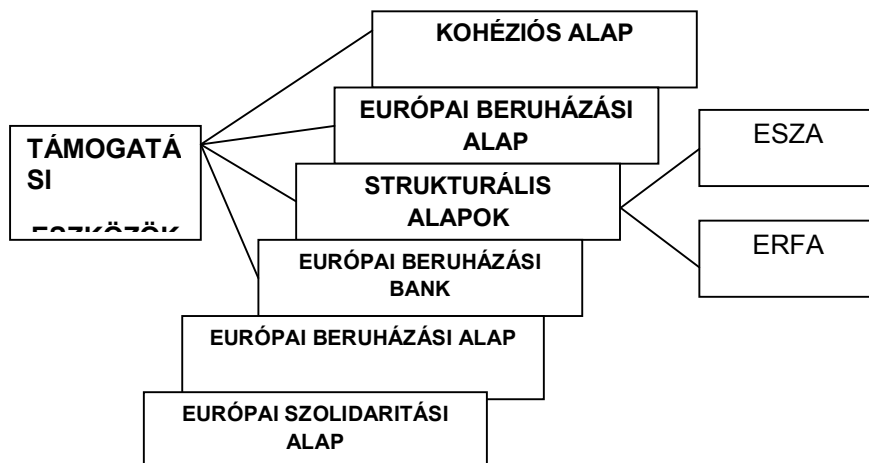 KOHÉZIÓS ALAP
EURÓPAI BERUHÁZÁSI
ALAP
TÁMOGATÁ
SI
ESZKÖZÖK
STRUKTURÁLIS
ALAPOK
ESZA
ERFA
EURÓPAI BERUHÁZÁSI
BANK
EURÓPAI BERUHÁZÁSI ALAP
EURÓPAI SZOLIDARITÁSI
ALAP